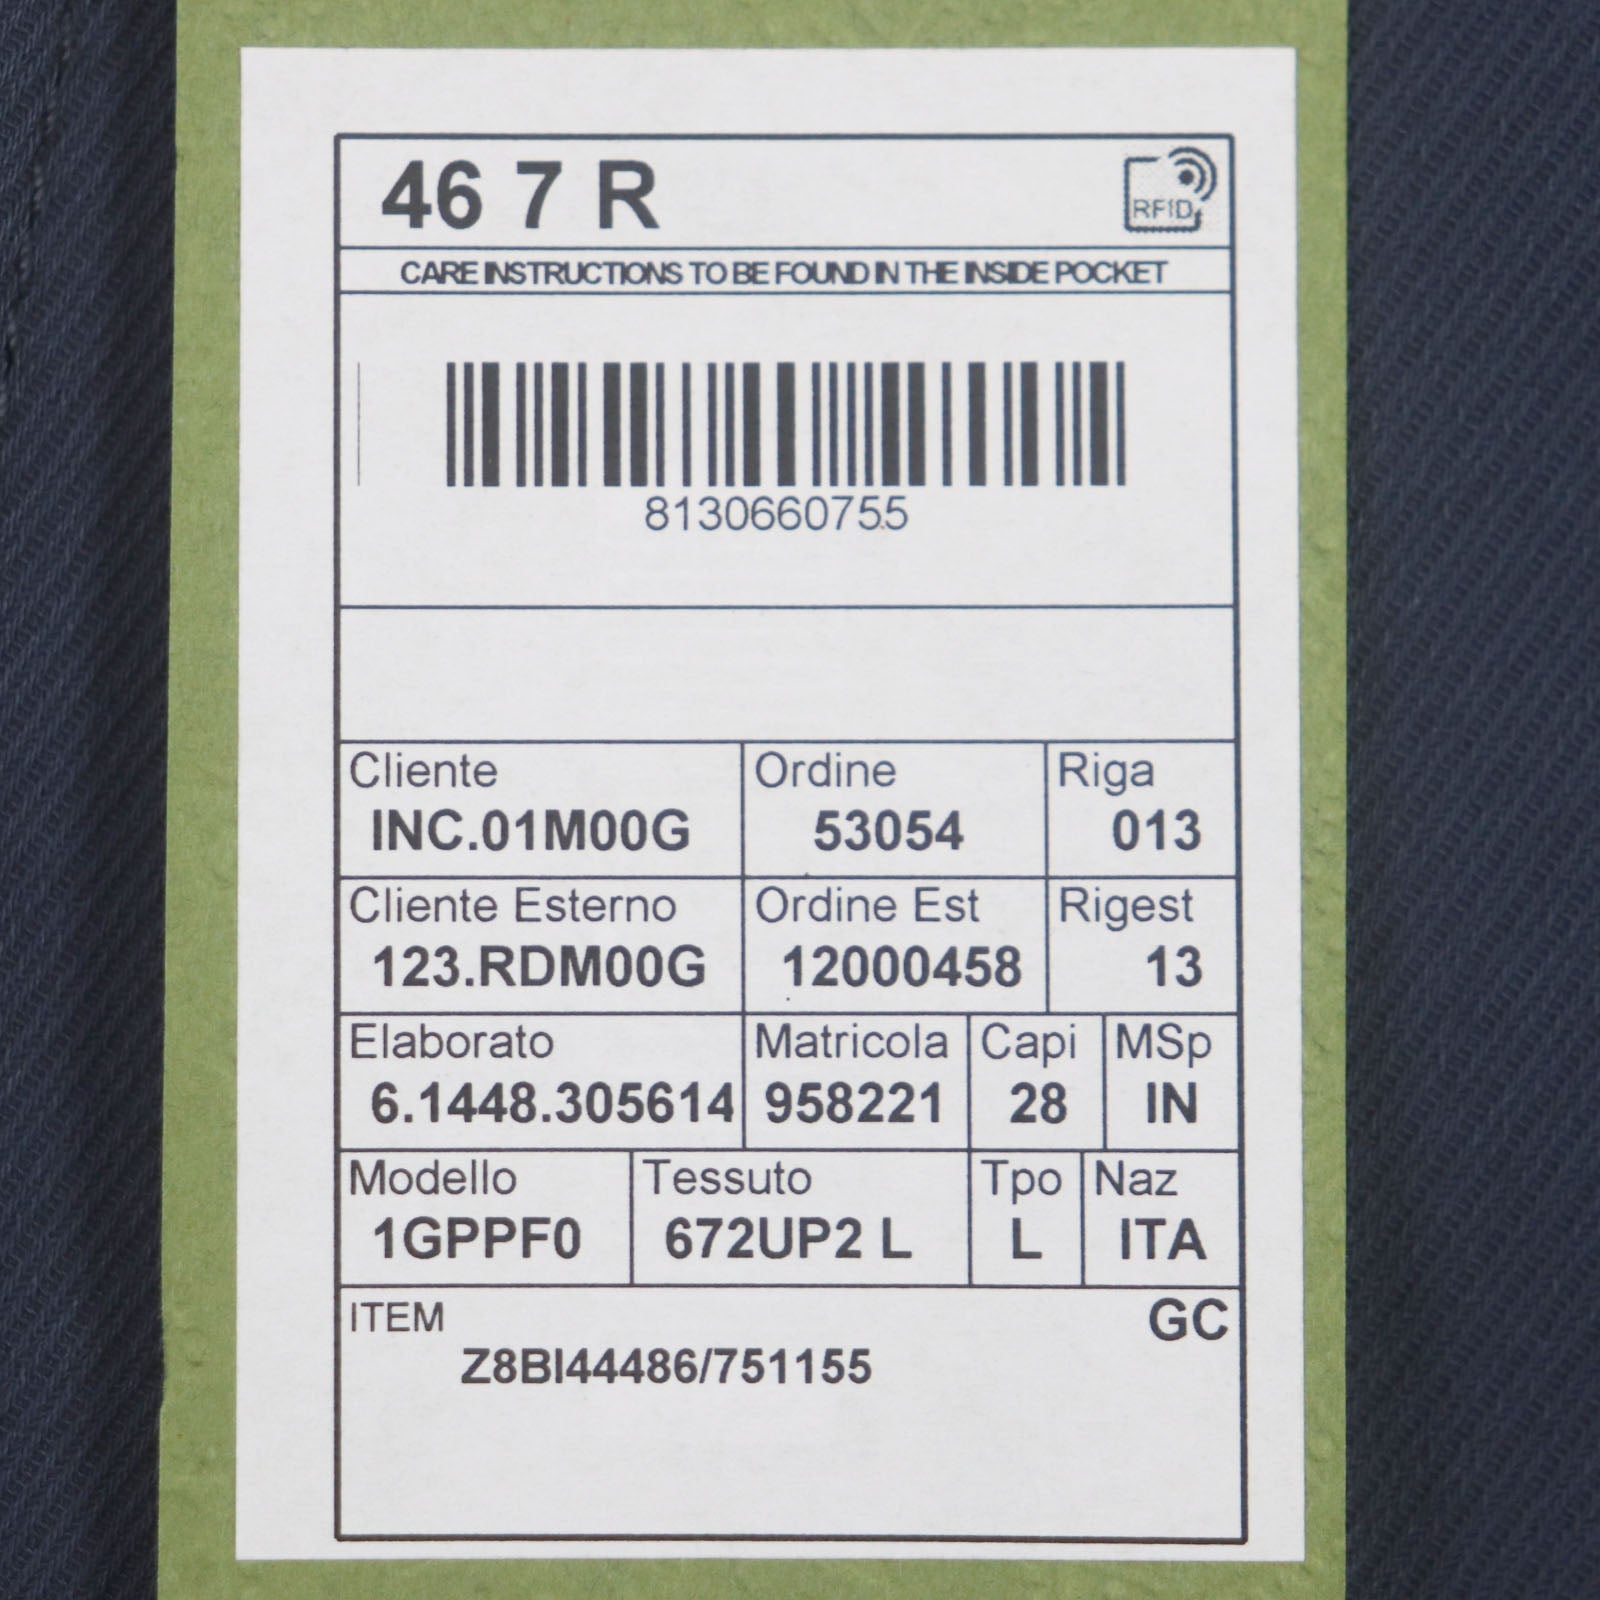 46 7 R
RFID
CARE INSTRUCTIONS TO BE FOUND IN THE INSIDE POCKET
8130660755
Cliente Ordine Riga
INC.01M00G 53054 013
Cliente Esterno Ordine Est Rigest
123.RDM00G 12000458 13
Elaborato Matricola Capi MSp
6.1448.305614 958221 28 IN
Modello Tessuto Tpo Naz
1GPPF0 672UP2 L L ITA
ITEM GC
Z8BI44486/751155